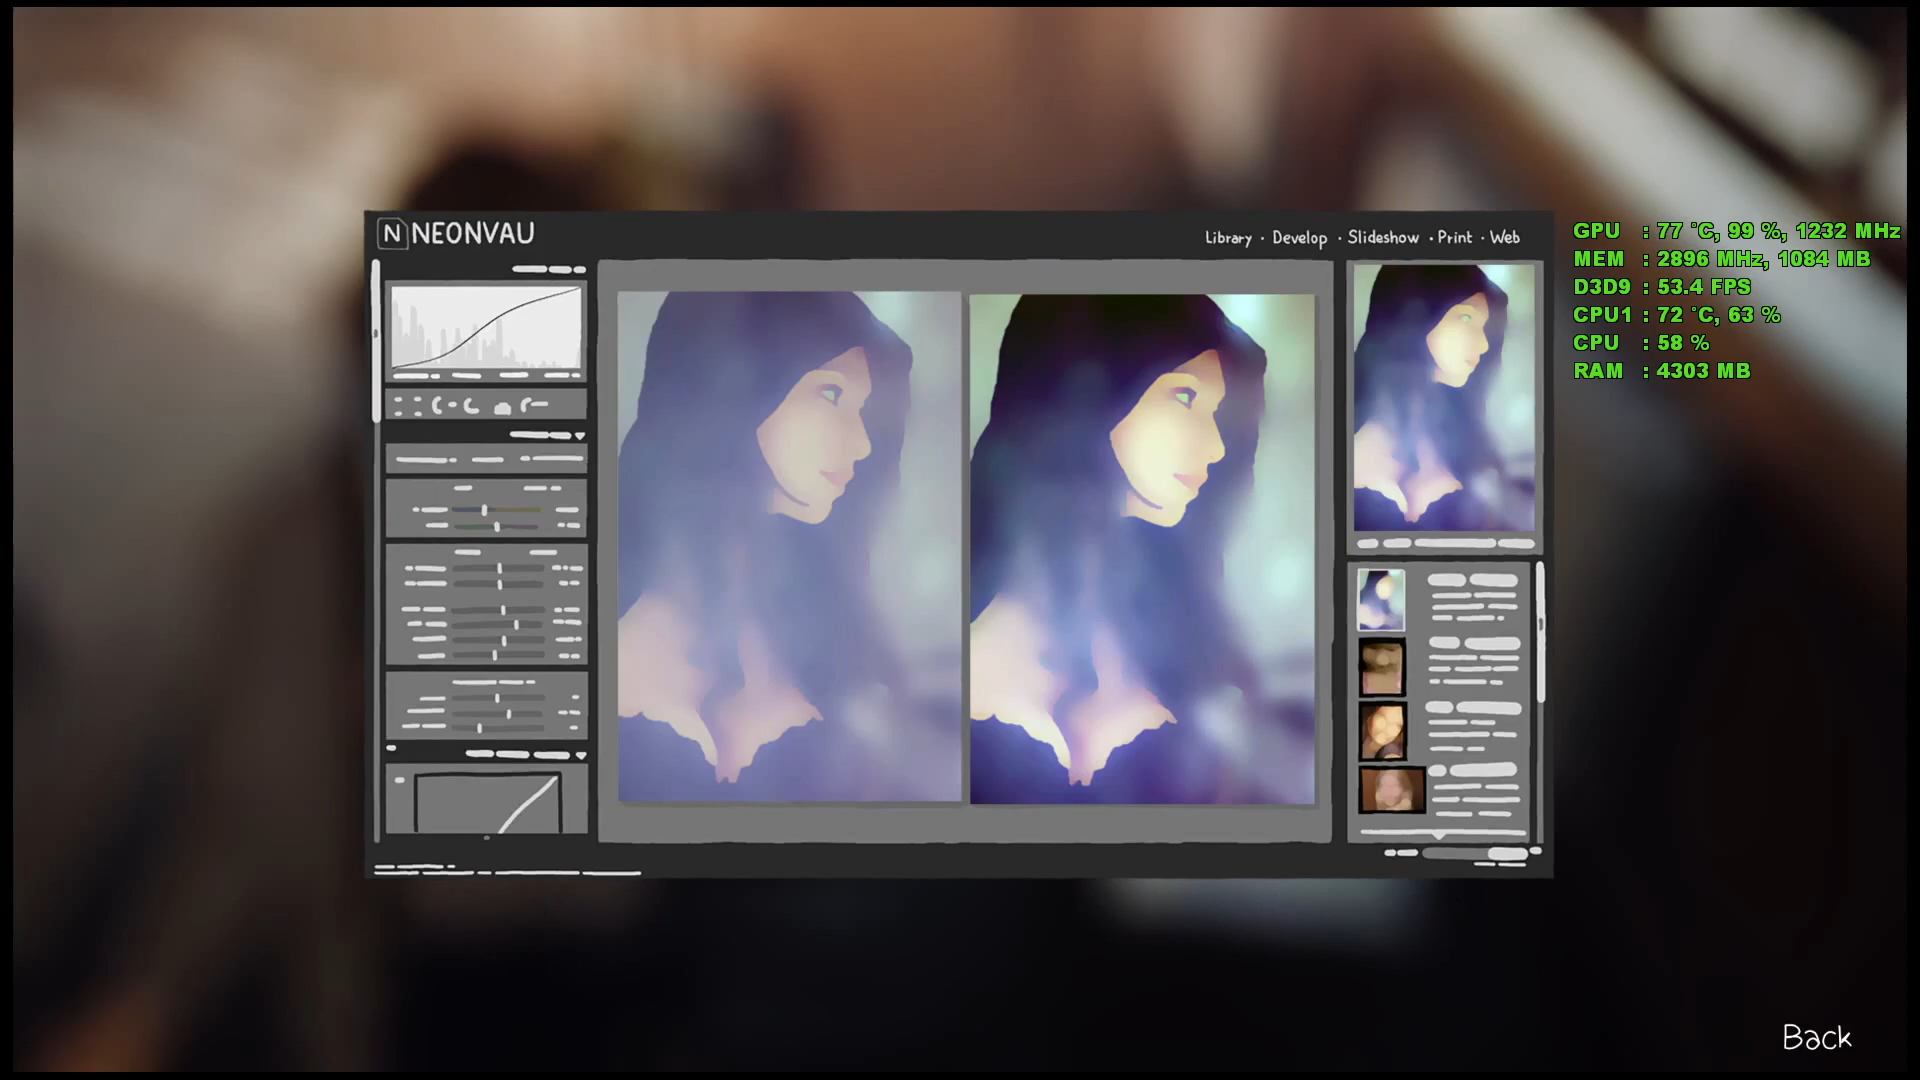 NEONVAU
Library · Develop · Slideshow · Print · Web
GPU : 77 °C, 99 %, 1232 MHz
MEM : 2896 MHz, 1084 MB
D3D9 : 53.4 FPS
CPU1 : 72 °C, 63 %
CPU : 58 %
RAM : 4303 MB
Back